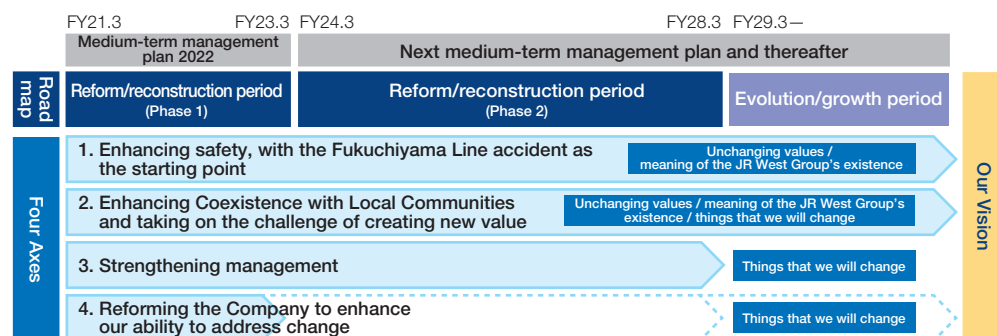 FY21.3 FY23.3 FY24.3 FY28.3 FY29.3—
Medium-term management
plan 2022
Next medium-term management plan and thereafter
Road
map
Reform/reconstruction period
(Phase 1)
Reform/reconstruction period
(Phase 2)
Evolution/growth period
Four Axes
1. Enhancing safety, with the Fukuchiyama Line accident as
the starting point
Unchanging values /
meaning of the JR West Group's existence
2. Enhancing Coexistence with Local Communities
and taking on the challenge of creating new value
Unchanging values / meaning of the JR West Group's
existence / things that we will change
3. Strengthening management
Things that we will change
4. Reforming the Company to enhance
our ability to address change
Things that we will change
Our Vision